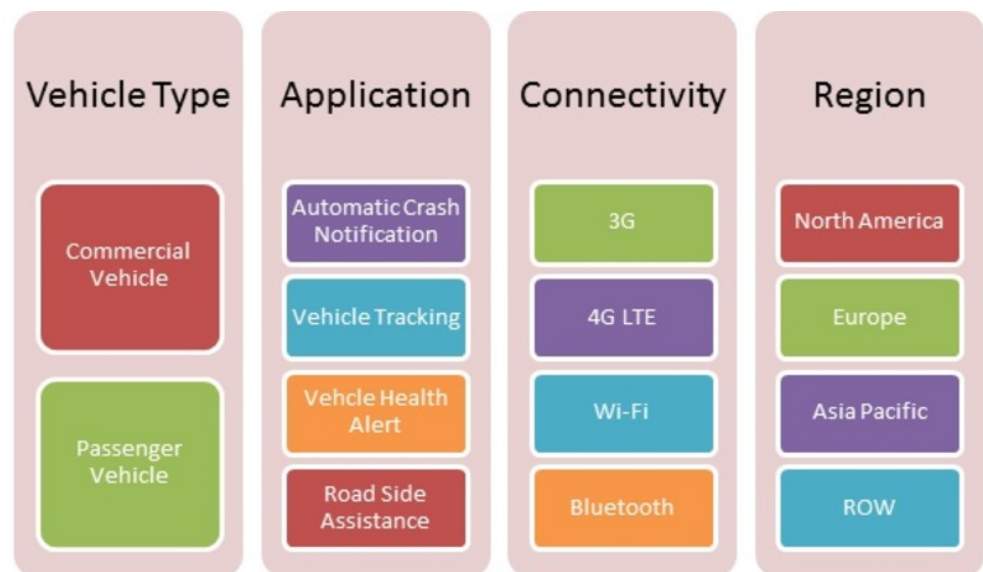 Vehicle Type
Commercial
Vehicle
Passenger
Vehicle
Application
Automatic Crash
Notification
Vehicle Tracking
Vehcle Health
Alert
Road Side
Assistance
Connectivity
3G
4G LTE
Wi-Fi
Bluetooth
Region
North America
Europe
Asia Pacific
ROW